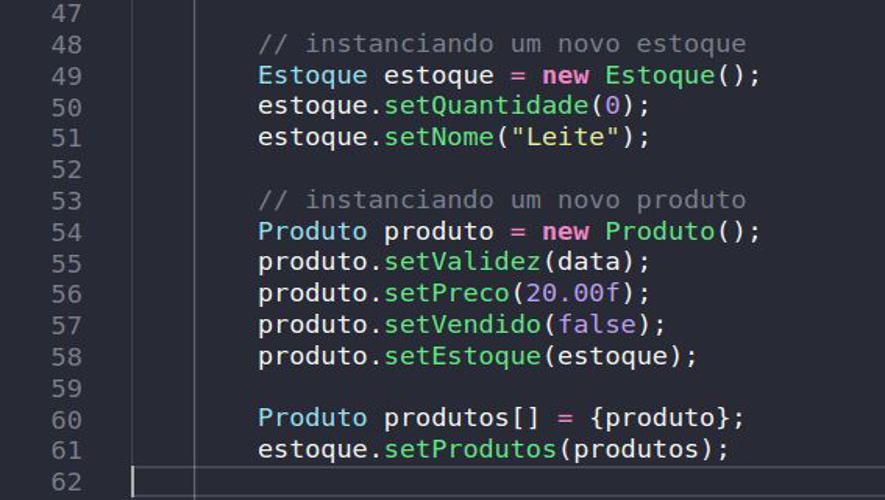 47
48 // instanciando um novo estoque
49 Estoque estoque = new Estoque();
50 estoque.setQuantidade(0);
51 estoque.setNome("Leite");
52
53 // instanciando um novo produto
54 Produto produto = new Produto();
55 produto.setValidez(data);
56 produto.setPreco(20.00f);
57 produto.setVendido(false);
58 produto.setEstoque(estoque);
59
60 Produto produtos[] = {produto};
61 estoque.setProdutos(produtos);
62